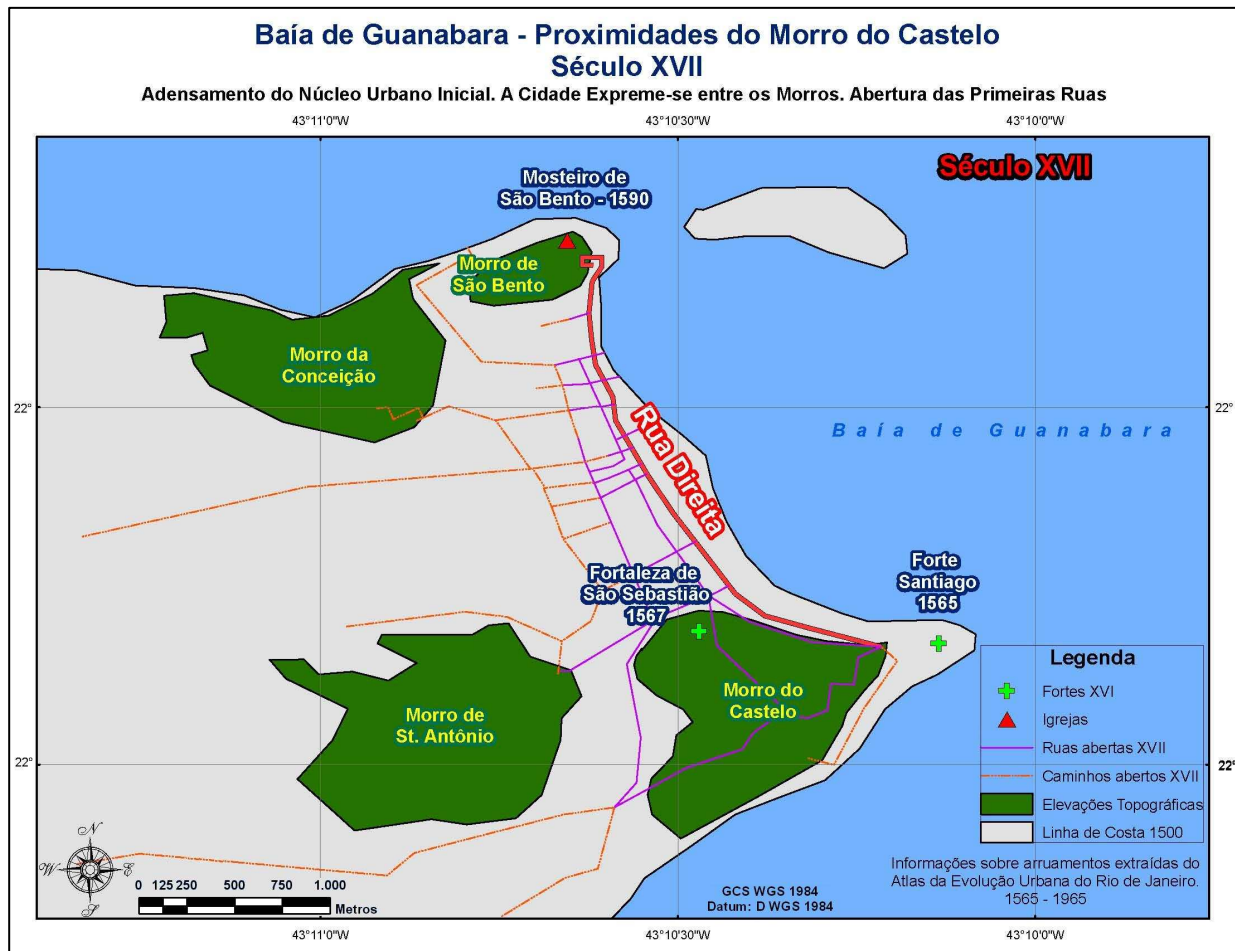 Baía de Guanabara - Proximidades do Morro do Castelo
Século XVII
Adensamento do Núcleo Urbano Inicial. A Cidade Expreme-se entre os Morros. Abertura das Primeiras Ruas
43°11'0"W
43°10'30"W
43°10'0"W
Século XVII
Mosteiro de
São Bento - 1590
Morro de
São Bento
Morro da
Conceição
22°
22°
Baía de Guanabara
Rua Direita
Fortaleza de
São Sebastião
1567
Forte
Santiago
1565
Morro do
Castelo
Morro de
St. Antônio
Legenda
Fortes XVI
Igrejas
Ruas abertas XVII
Caminhos abertos XVII
Elevações Topográficas
Linha de Costa 1500
22°
22°
N
W
E
S
0 125 250 500 750 1.000
Metros
GCS WGS 1984
Datum: D WGS 1984
Informações sobre arruamentos extraídas do
Atlas da Evolução Urbana do Rio de Janeiro.
1565 - 1965
43°11'0"W
43°10'30"W
43°10'0"W